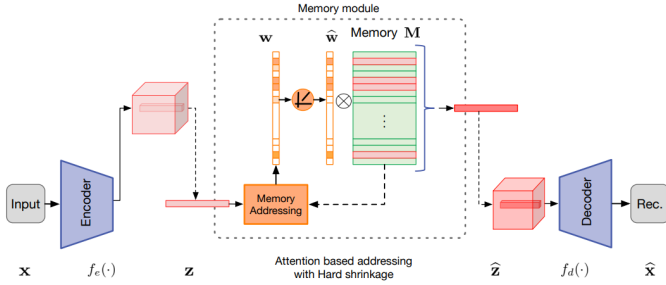 Memory module
w
ŵ
Memory M
⋮
Input
Encoder
Memory
Addressing
Decoder
Rec.
x
f_e(·)
z
Attention based addressing
with Hard shrinkage
ẑ
f_d(·)
x̂